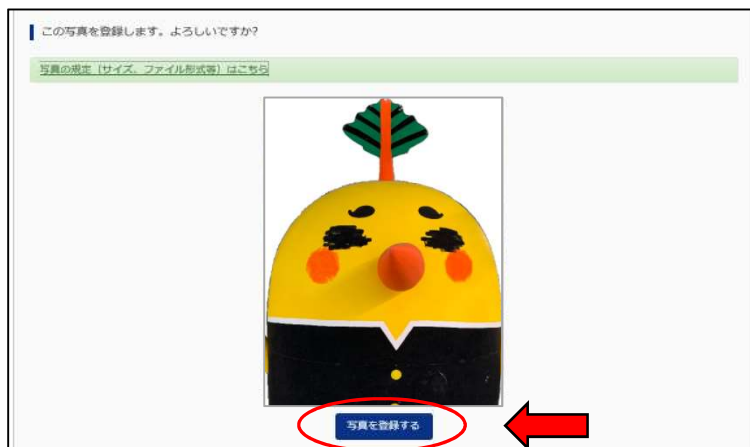 この写真を登録します。よろしいですか?
写真の規定（サイズ、ファイル形式等）はこちら
写真を登録する